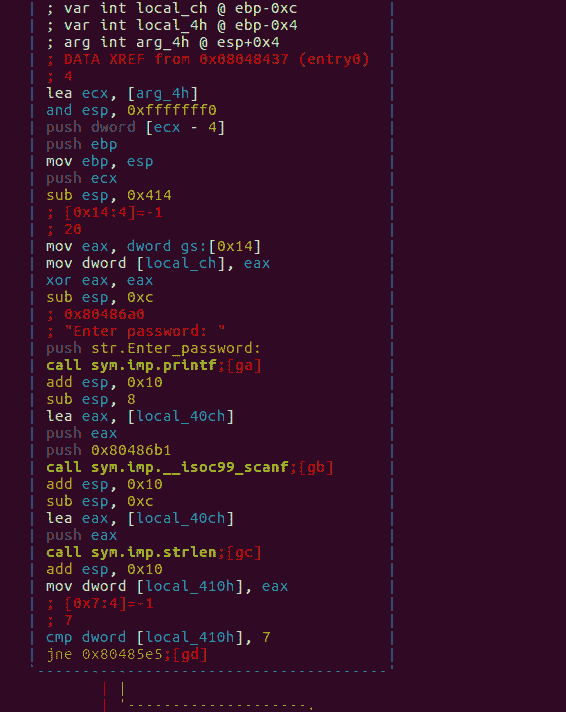 ; var int local_ch @ ebp-0xc
; var int local_4h @ ebp-0x4
; arg int arg_4h @ esp+0x4
; DATA XREF from 0x08048437 (entry0)
; 4
lea ecx, [arg_4h]
and esp, 0xfffffff0
push dword [ecx - 4]
push ebp
mov ebp, esp
push ecx
sub esp, 0x414
; [0x14:4]=-1
; 20
mov eax, dword gs:[0x14]
mov dword [local_ch], eax
xor eax, eax
sub esp, 0xc
; 0x80486a0
; "Enter password: "
push str.Enter_password:
call sym.imp.printf;[ga]
add esp, 0x10
sub esp, 8
lea eax, [local_40ch]
push eax
push 0x80486b1
call sym.imp.__isoc99_scanf;[gb]
add esp, 0x10
sub esp, 0xc
lea eax, [local_40ch]
push eax
call sym.imp.strlen;[gc]
add esp, 0x10
mov dword [local_410h], eax
; [0x7:4]=-1
; 7
cmp dword [local_410h], 7
jne 0x80485e5;[gd]